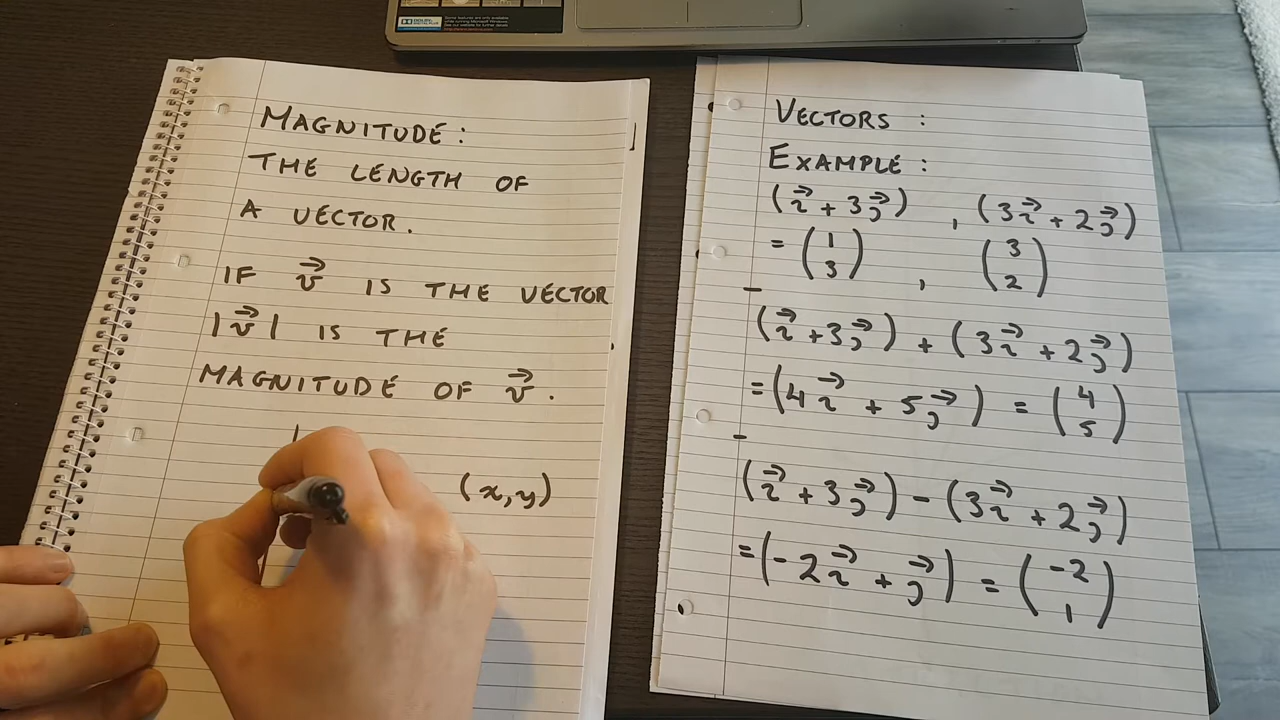 MAGNITUDE:
THE LENGTH OF
A VECTOR.
IF v⃗ IS THE VECTOR
|v⃗| IS THE
MAGNITUDE OF v⃗.
(x,y)
VECTORS :
EXAMPLE :
(i⃗ + 3j⃗) , (3i⃗ + 2j⃗)
= (1 3) , (3 2)
(i⃗ + 3j⃗) + (3i⃗ + 2j⃗)
= (4i⃗ + 5j⃗) = (4 5)
(i⃗ + 3j⃗) - (3i⃗ + 2j⃗)
= (-2i⃗ + j⃗) = (-2 1)